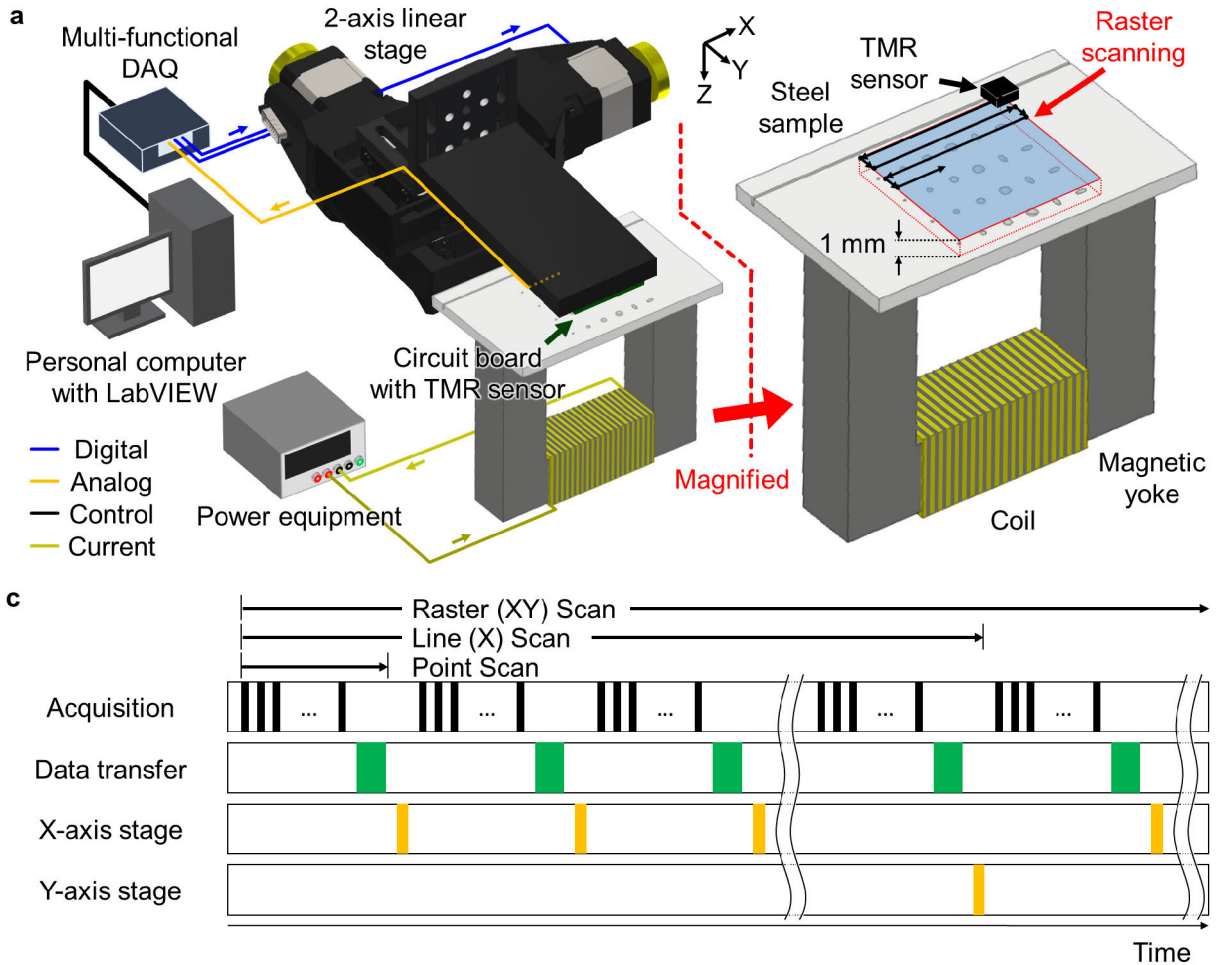 a
Multi-functional
DAQ
2-axis linear
stage
X
Y
Z
TMR
sensor
Raster
scanning
Steel
sample
1 mm
Personal computer
with LabVIEW
Circuit board
with TMR sensor
Digital
Analog
Control
Current
Power equipment
Magnified
Magnetic
yoke
Coil
c
Raster (XY) Scan
Line (X) Scan
Point Scan
Acquisition
... ... ... ... ...
Data transfer
X-axis stage
Y-axis stage
Time